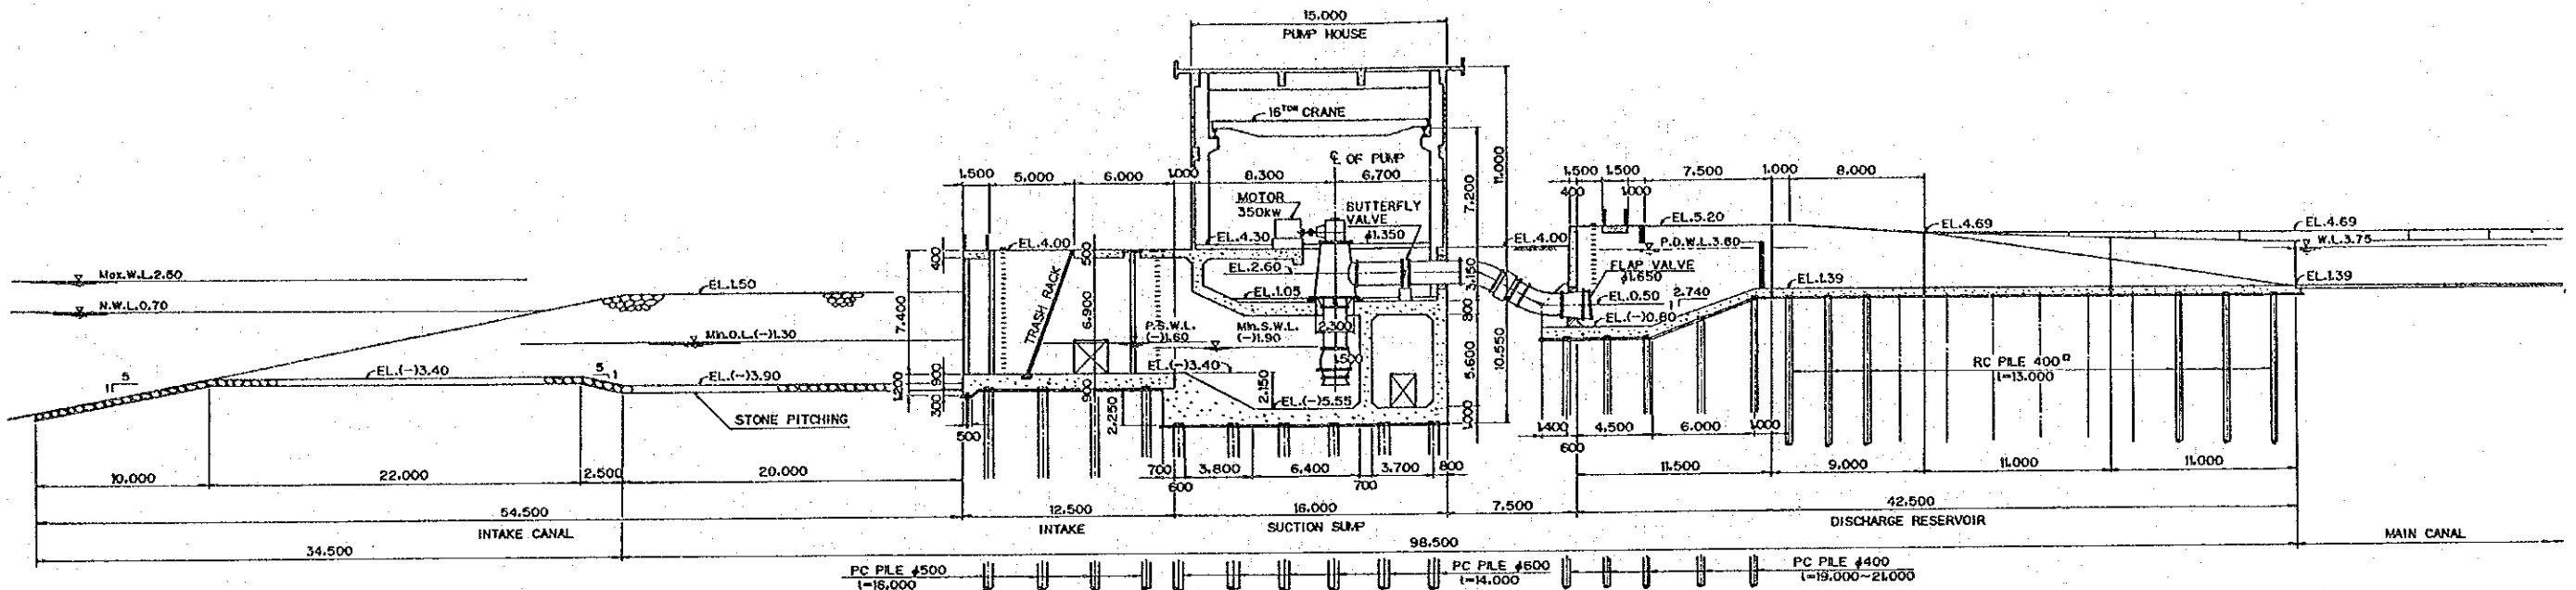 15.000
PUMP HOUSE
16TON CRANE
℄ OF PUMP
1.500 5.000 6.000 1.000 8.300 6.700
11.000
7.200
1.500 1.500 7.500 1.000 8.000
400 1.000
MOTOR
350kw
BUTTERFLY
VALVE
φ1.350
EL.4.00
EL.4.30
EL.4.00
EL.5.20
P.D.W.L.3.60
EL.4.69
EL.4.69
W.L.3.75
400
500
Max.W.L.2.60
N.W.L.0.70
EL.1.50
7.400
TRASH RACK
6.900
EL.2.60
EL.1.05
3.150
800
FLAP VALVE
φ1.650
EL.0.50
EL.(-)0.80
1
2.740
EL.1.39
EL.1.39
Min.O.L.(-)1.30
P.S.W.L.
(-)1.60
Min.S.W.L.
(-)1.90
2.300
1.500
5.600
10.550
5
1
EL.(-)3.40
5
1
EL.(-)3.90
1.200
900
300
900
2.250
EL.(-)3.40
2.150
EL.(-)5.55
1.000
RC PILE 400
l=13.000
STONE PITCHING
500
1.400 4.500 6.000 1.000
600
10.000 22.000 2.500 20.000
700 3.800 6.400 3.700 800
600 700
11.500 9.000 11.000 11.000
54.500 12.500 16.000 7.500 42.500
INTAKE CANAL INTAKE SUCTION SUMP DISCHARGE RESERVOIR
MAIN CANAL
34.500 98.500
PC PILE φ500
l=16.000
PC PILE φ600
l=14.000
PC PILE φ400
l=19.000~21.000